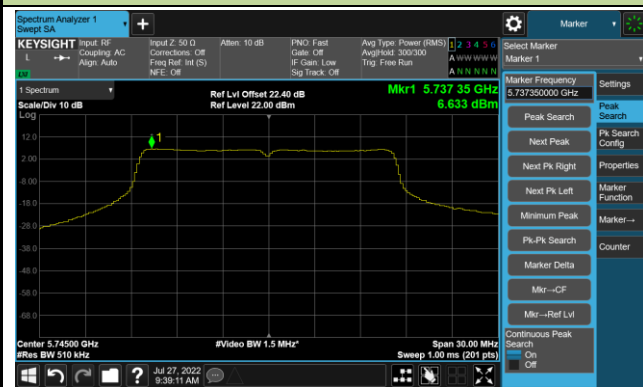 Spectrum Analyzer 1
Swept SA
Marker
KEYSIGHT
Input: RF
Coupling: AC
Align: Auto
Input Z: 50 Ω
Corrections: Off
Freq Ref: Int (S)
NFE: Off
Atten: 10 dB
PNO: Fast
Gate: Off
IF Gain: Low
Sig Track: Off
Avg Type: Power (RMS)
Avg|Hold: 300/300
Trig: Free Run
1 2 3 4 5 6
A W W W W W
A N N N N N
L
LW
Select Marker
Marker 1
1 Spectrum
Scale/Div 10 dB
Log
Ref Lvl Offset 22.40 dB
Ref Level 22.00 dBm
Mkr1 5.737 35 GHz
6.633 dBm
1
12.0
2.00
-18.0
-28.0
-38.0
-48.0
-58.0
-68.0
Center 5.74500 GHz
#Res BW 510 kHz
#Video BW 1.5 MHz*
Span 30.00 MHz
Sweep 1.00 ms (201 pts)
Marker Frequency
5.737350000 GHz
Peak Search
Next Peak
Next Pk Right
Next Pk Left
Minimum Peak
Pk-Pk Search
Marker Delta
Mkr→CF
Mkr→Ref Lvl
Continuous Peak
Search
On
Off
Settings
Peak
Search
Pk Search
Config
Properties
Marker
Function
Marker→
Counter
?
Jul 27, 2022
9:39:11 AM